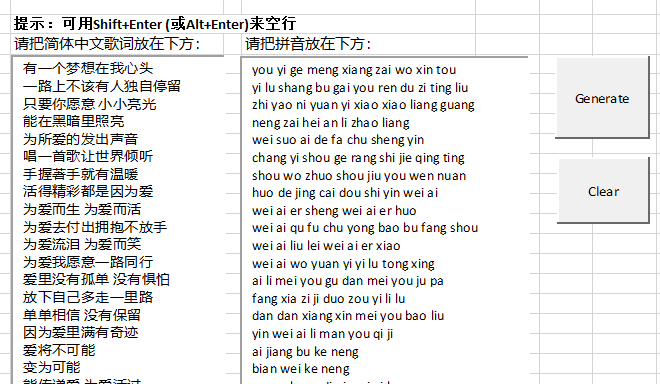 提示：可用Shift+Enter (或Alt+Enter)来空行
请把简体中文歌词放在下方：
请把拼音放在下方：
有一个梦想在我心头
一路上不该有人独自停留
只要你愿意 小小亮光
能在黑暗里照亮
为所爱的发出声音
唱一首歌让世界倾听
手握著手就有温暖
活得精彩都是因为爱
为爱而生 为爱而活
为爱去付出拥抱不放手
为爱流泪 为爱而笑
为爱我愿意一路同行
爱里没有孤单 没有惧怕
放下自己多走一里路
单单相信 没有保留
因为爱里满有奇迹
爱将不可能
变为可能
you yi ge meng xiang zai wo xin tou
yi lu shang bu gai you ren du zi ting liu
zhi yao ni yuan yi xiao xiao liang guang
neng zai hei an li zhao liang
wei suo ai de fa chu sheng yin
chang yi shou ge rang shi jie qing ting
shou wo zhuo shou jiu you wen nuan
huo de jing cai dou shi yin wei ai
wei ai er sheng wei ai er huo
wei ai qu fu chu yong bao bu fang shou
wei ai liu lei wei ai er xiao
wei ai wo yuan yi yi lu tong xing
ai li mei you gu dan mei you ju pa
fang xia zi ji duo zou yi li lu
dan dan xiang xin mei you bao liu
yin wei ai li man you qi ji
ai jiang bu ke neng
bian wei ke neng
Generate
Clear